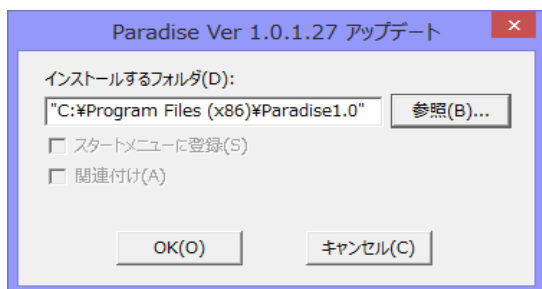 Paradise Ver 1.0.1.27 アップデート
×
インストールするフォルダ(D):
"C:¥Program Files (x86)¥Paradise1.0" 参照(B)...
スタートメニューに登録(S)
関連付け(A)
OK(O) キャンセル(C)